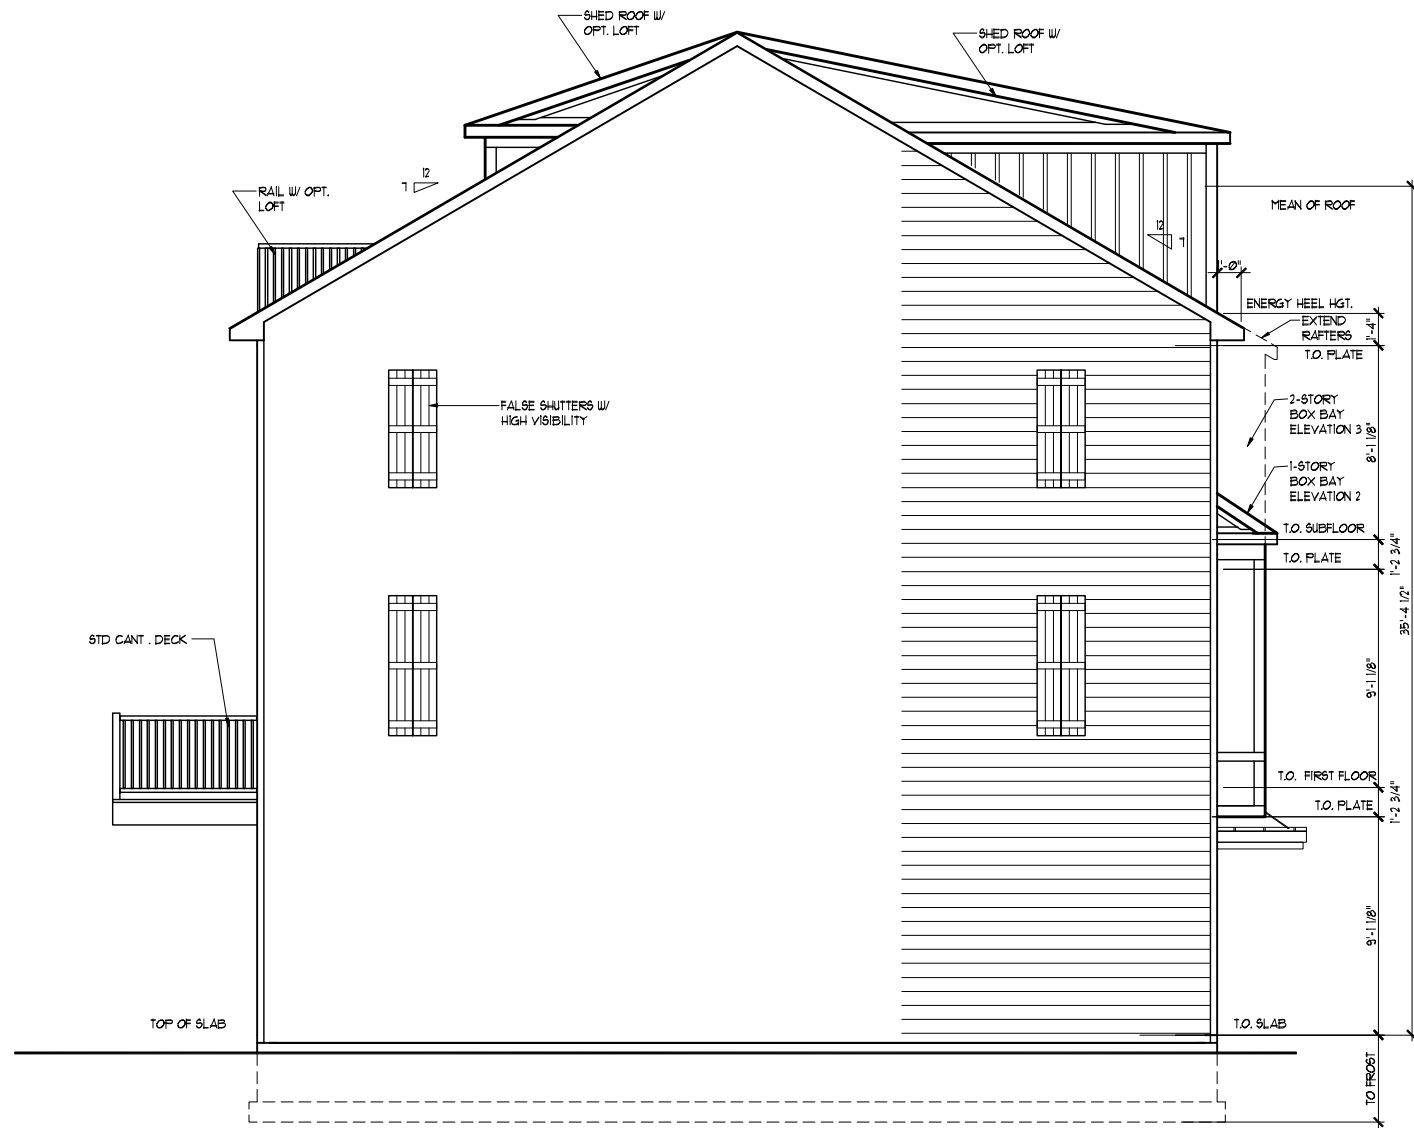 SHED ROOF W/
OPT. LOFT
SHED ROOF W/
OPT. LOFT
12
7
RAIL W/ OPT.
LOFT
MEAN OF ROOF
12
7
1'-0"
ENERGY HEEL HGT.
EXTEND
RAFTERS
1'-4"
T.O. PLATE
FALSE SHUTTERS W/
HIGH VISIBILITY
2-STORY
BOX BAY
ELEVATION 3
8'-1 1/8"
1-STORY
BOX BAY
ELEVATION 2
T.O. SUBFLOOR
T.O. PLATE
1'-2 3/4"
35'-4 1/2"
STD CANT . DECK
9'-1 1/8"
T.O. FIRST FLOOR
T.O. PLATE
1'-2 3/4"
9'-1 1/8"
TOP OF SLAB
T.O. SLAB
TO FROST